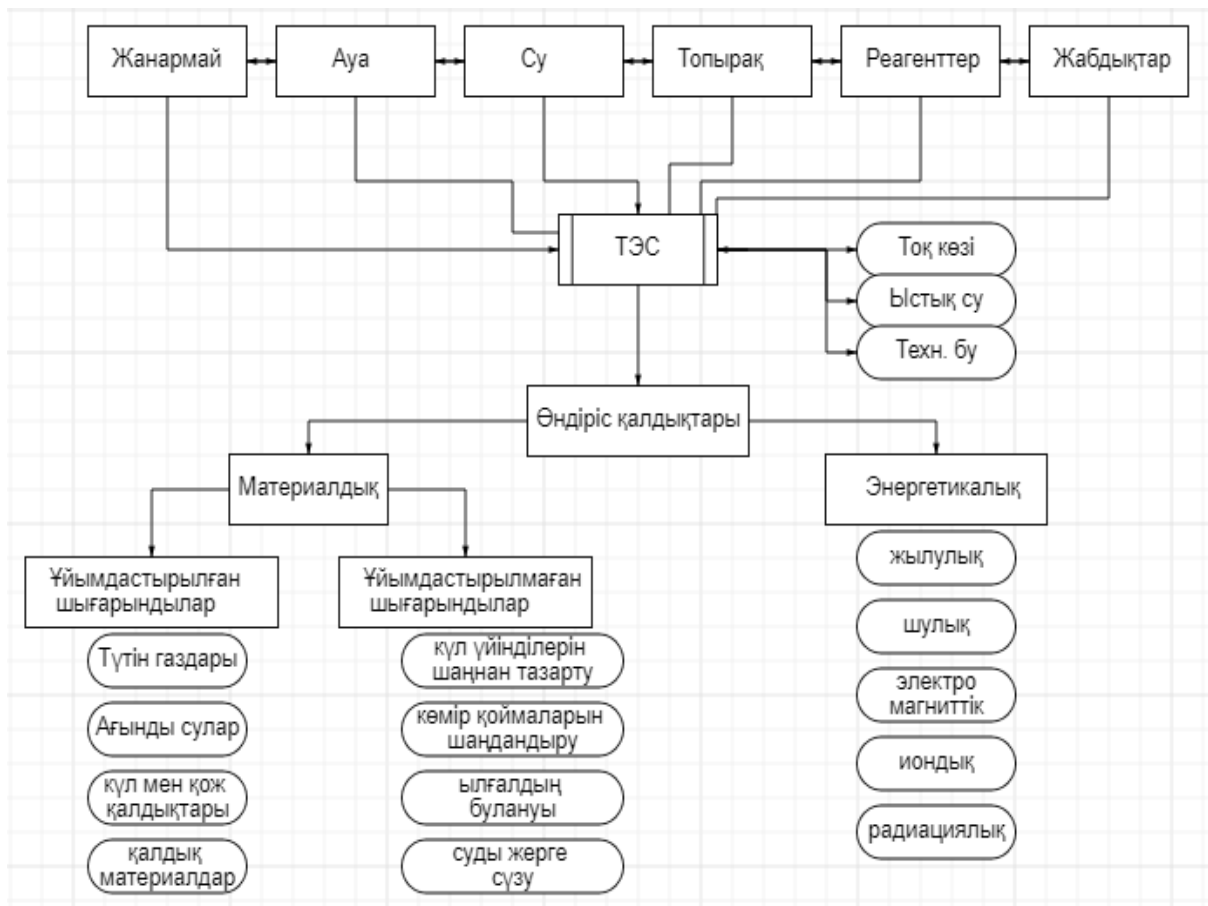 Жанармай
Ауа
Су
Топырақ
Реагенттер
Жабдықтар
ТЭС
Тоқ көзі
Ыстық су
Техн. бу
Өндіріс қалдықтары
Материалдық
Энергетикалық
Ұйымдастырылған
шығарындылар
Ұйымдастырылмаған
шығарындылар
Түтін газдары
Ағынды сулар
күл мен қож
қалдықтары
қалдық
материалдар
күл үйінділерін
шаңнан тазарту
көмір қоймаларын
шаңдандыру
ылғалдың
булануы
суды жерге
сүзу
жылулық
шулық
электро
магниттік
иондық
радиациялық